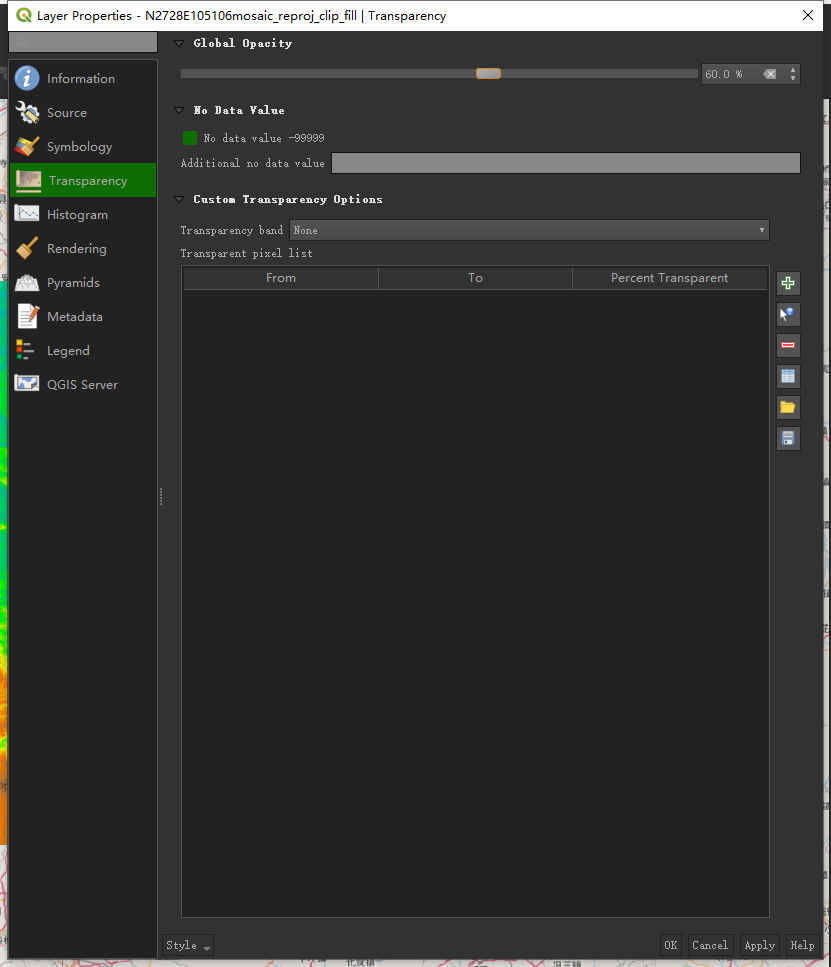 Layer Properties - N2728E105106mosaic_reproj_clip_fill | Transparency
Information
Source
Symbology
Transparency
Histogram
Rendering
Pyramids
Metadata
Legend
QGIS Server
Global Opacity
60.0 %
No Data Value
No data value -99999
Additional no data value
Custom Transparency Options
Transparency band None
Transparent pixel list
From To Percent Transparent
Style
OK Cancel Apply Help